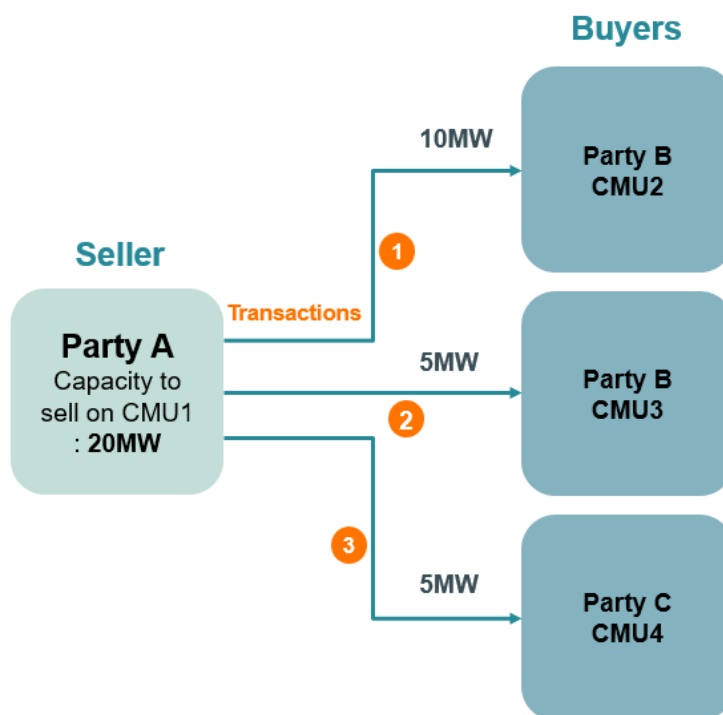 Buyers
Seller
Party A
Capacity to
sell on CMU1
: 20MW
Transactions
1
10MW
Party B
CMU2
2
5MW
Party B
CMU3
3
5MW
Party C
CMU4